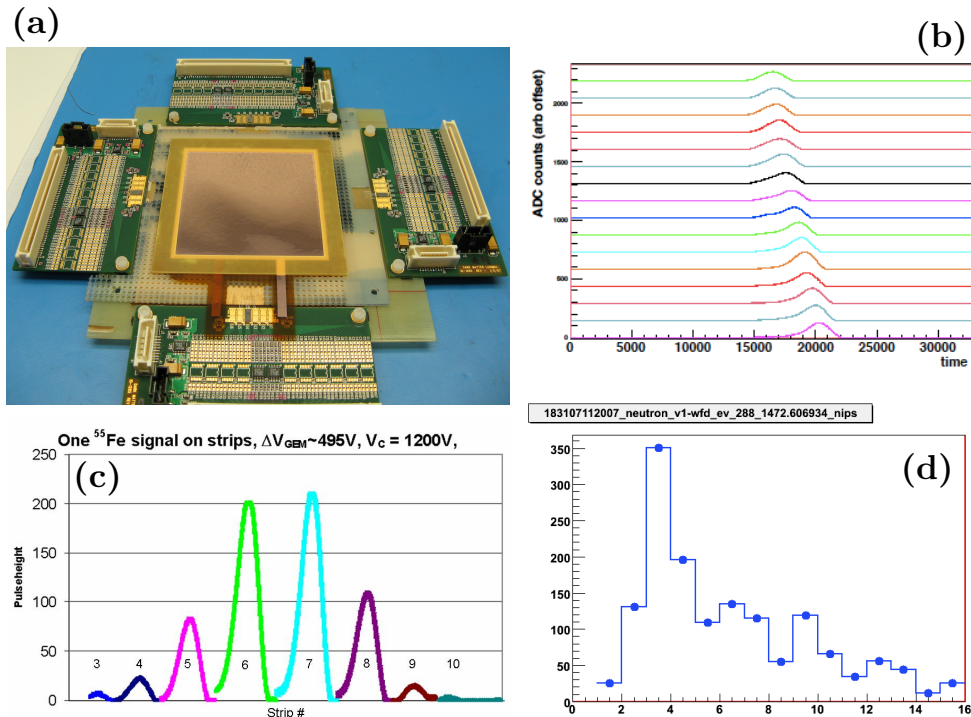 (a)
(b)
ADC counts (arb offset)
2000
1500
1000
500
0
0 5000 10000 15000 20000 25000 30000
time
One ⁵⁵Fe signal on strips, ΔV_GEM~495V, V_C = 1200V,
(c)
Pulseheight
250
200
150
100
50
0
3 4 5 6 7 8 9 10
Strip #
183107112007_neutron_v1-wfd_ev_288_1472.606934_nips
(d)
350
300
250
200
150
100
50
0
0 2 4 6 8 10 12 14 16